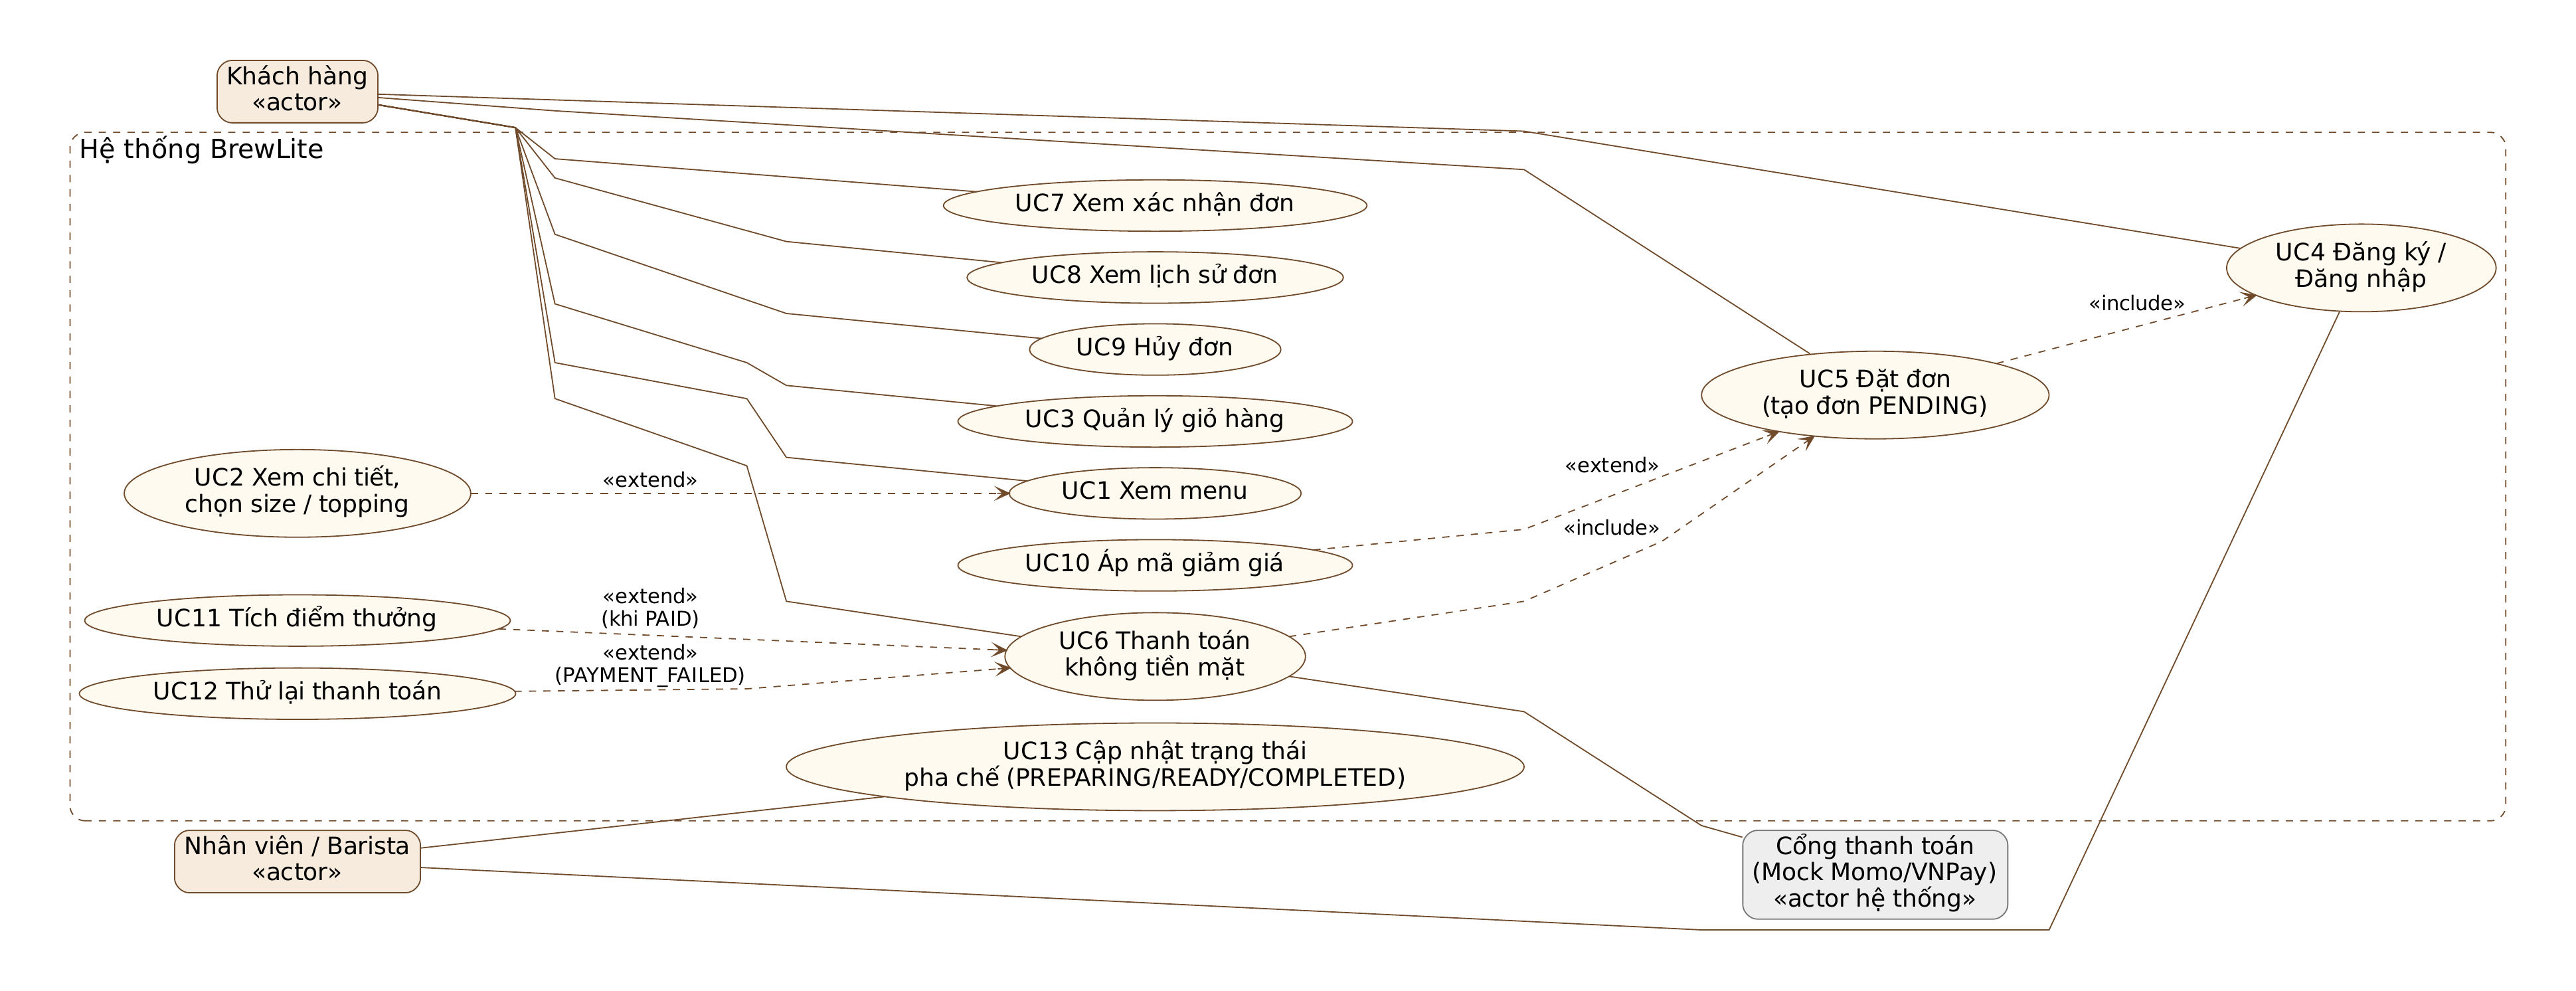 Khách hàng
«actor»
Hệ thống BrewLite
UC7 Xem xác nhận đơn
UC8 Xem lịch sử đơn
UC4 Đăng ký /
Đăng nhập
«include»
UC9 Hủy đơn
UC5 Đặt đơn
(tạo đơn PENDING)
UC3 Quản lý giỏ hàng
UC2 Xem chi tiết,
chọn size / topping
«extend»
UC1 Xem menu
«extend»
«include»
UC10 Áp mã giảm giá
UC11 Tích điểm thưởng
«extend»
(khi PAID)
UC6 Thanh toán
không tiền mặt
«extend»
(PAYMENT_FAILED)
UC12 Thử lại thanh toán
UC13 Cập nhật trạng thái
pha chế (PREPARING/READY/COMPLETED)
Nhân viên / Barista
«actor»
Cổng thanh toán
(Mock Momo/VNPay)
«actor hệ thống»